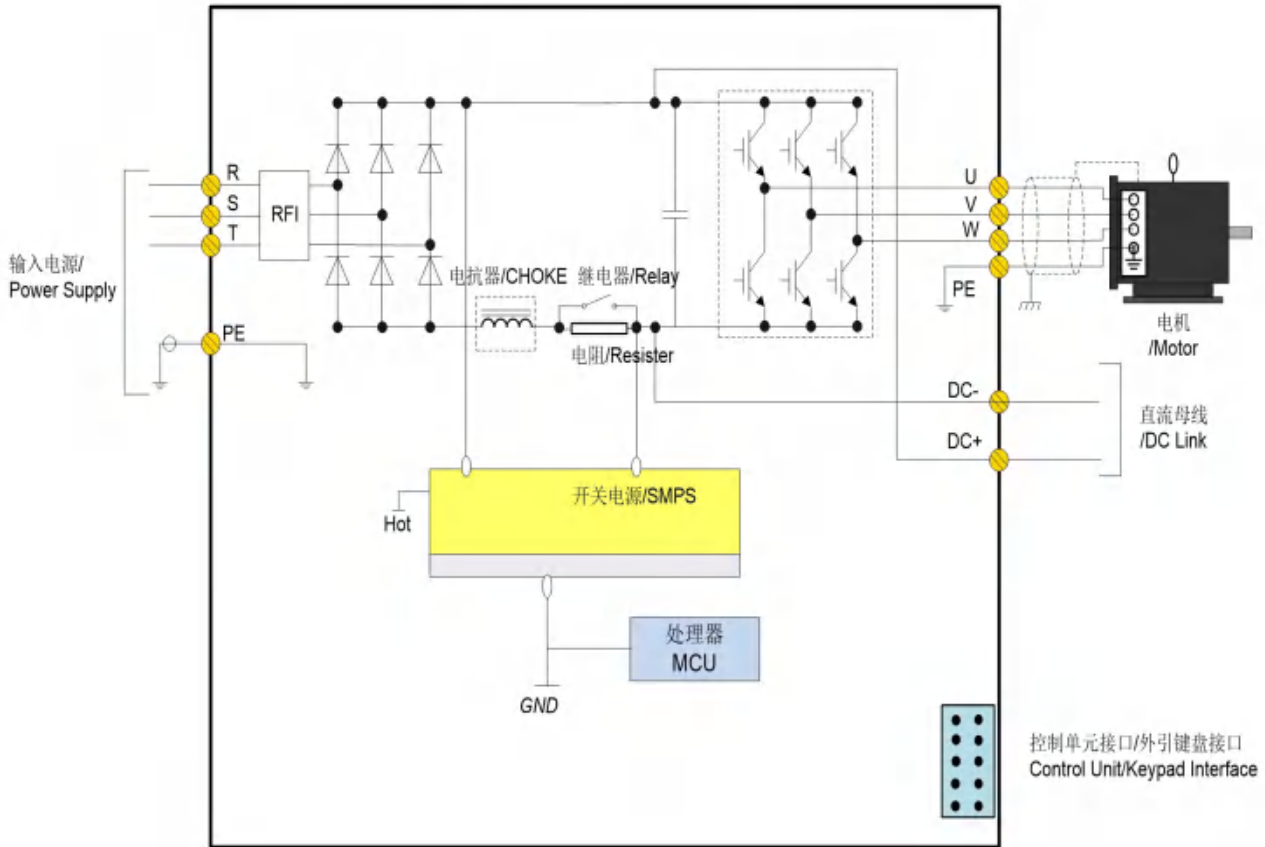 R
S
RFI
T
输入电源/
Power Supply
PE
电抗器/CHOKE
继电器/Relay
电阻/Resister
U
V
W
PE
电机
/Motor
DC-
DC+
直流母线
/DC Link
开关电源/SMPS
Hot
处理器
MCU
GND
控制单元接口/外引键盘接口
Control Unit/Keypad Interface